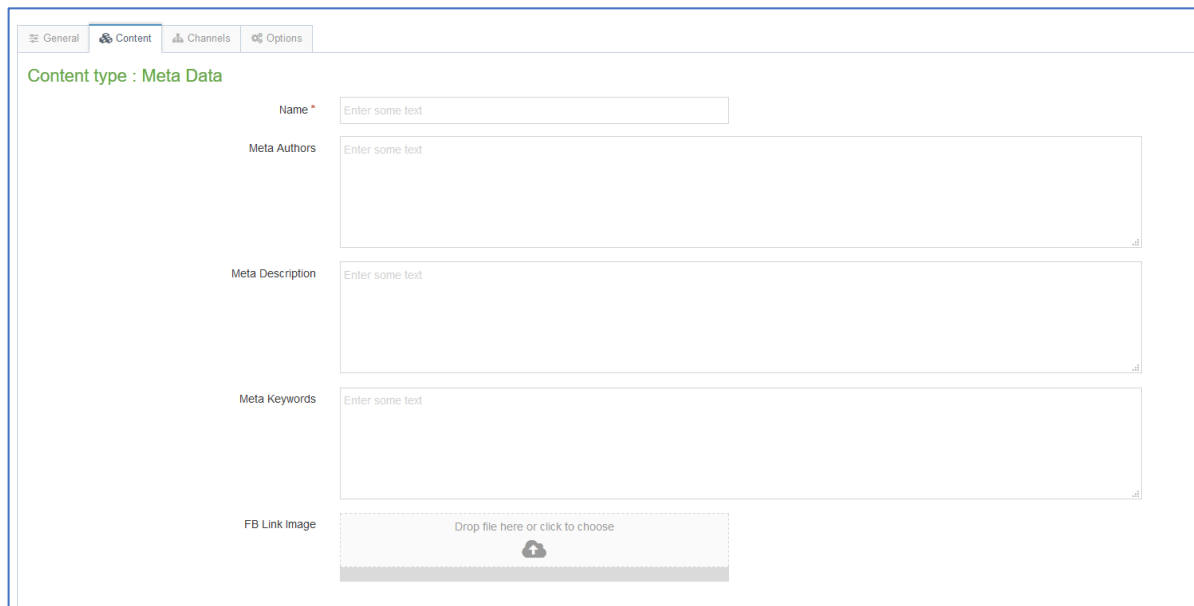 General Content Channels Options
Content type : Meta Data
Name * Enter some text
Meta Authors Enter some text
Meta Description Enter some text
Meta Keywords Enter some text
FB Link Image Drop file here or click to choose